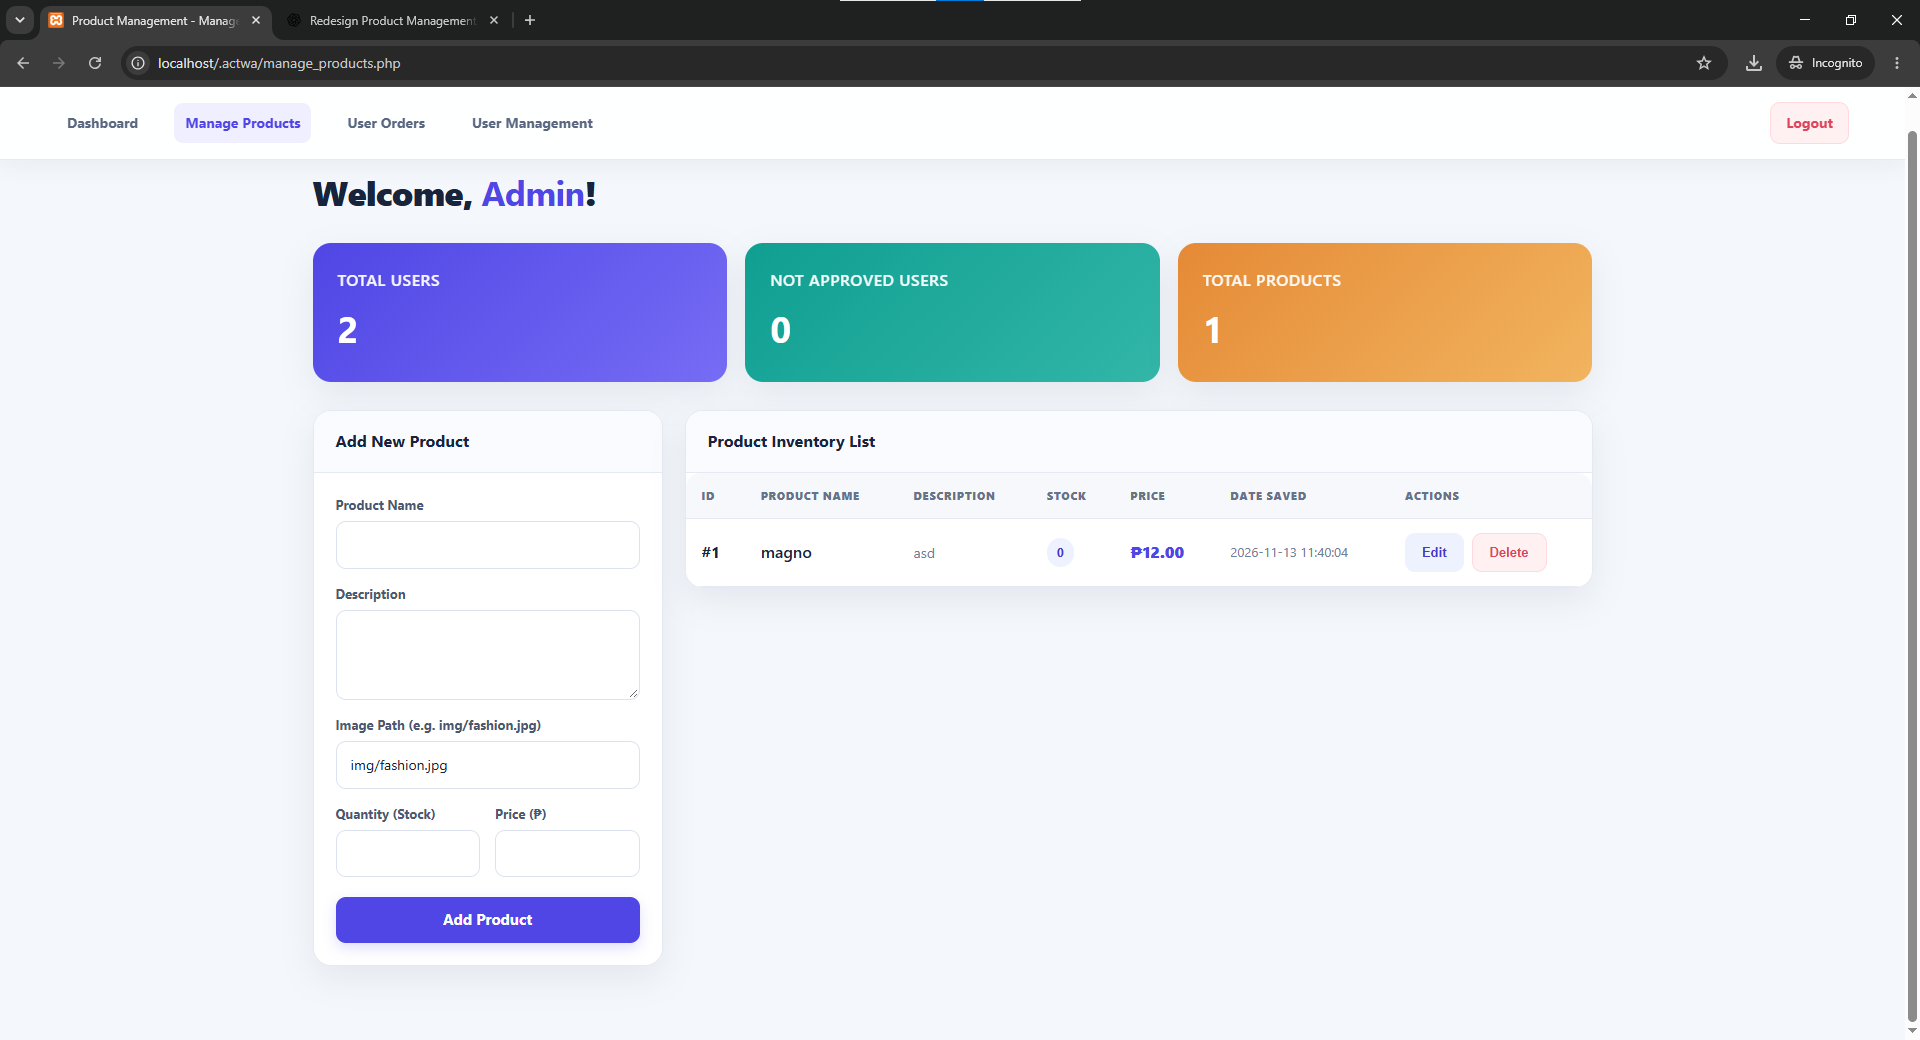 Product Management - Manag
Redesign Product Management
localhost/.actwa/manage_products.php
Incognito
Dashboard
Manage Products
User Orders
User Management
Logout
Welcome, Admin!
TOTAL USERS
2
NOT APPROVED USERS
0
TOTAL PRODUCTS
1
Add New Product
Product Name
Description
Image Path (e.g. img/fashion.jpg)
img/fashion.jpg
Quantity (Stock)
Price (₱)
Add Product
Product Inventory List
ID PRODUCT NAME DESCRIPTION STOCK PRICE DATE SAVED ACTIONS
#1 magno asd 0 ₱12.00 2026-11-13 11:40:04 Edit Delete